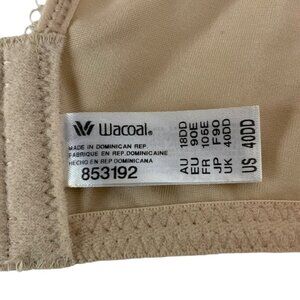 Wacoal®
MADE IN DOMINICAN REP.
FABRIQUE EN REP. DOMINICAINE
HECHO EN REP. DOMINICANA
853192
AU 18DD
EU 90E
FR 105E
JP F90
UK 40DD
US 40DD